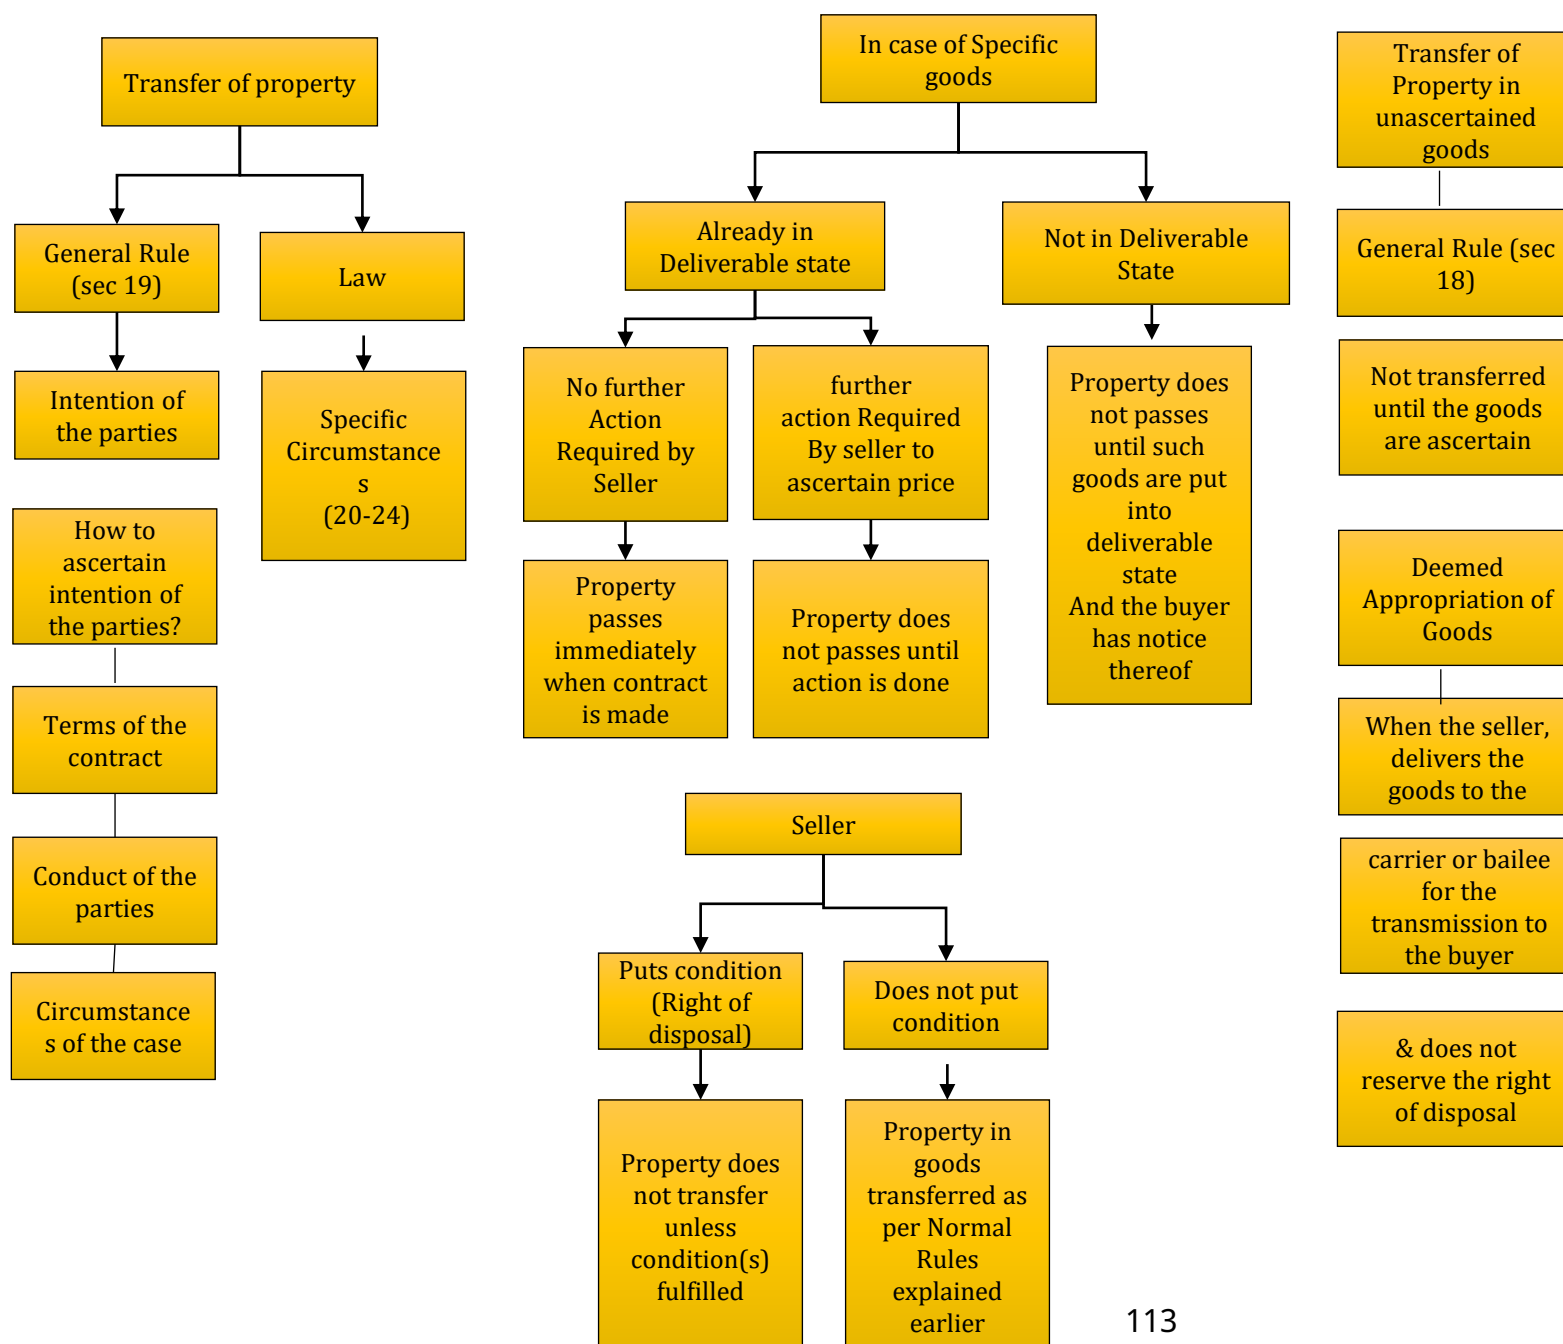 Transfer of property
General Rule
(sec 19)
Law
Intention of
the parties
Specific
Circumstance
s
(20-24)
How to
ascertain
intention of
the parties?
Terms of the
contract
Conduct of the
parties
Circumstance
s of the case
In case of Specific
goods
Already in
Deliverable state
Not in Deliverable
State
No further
Action
Required by
Seller
further
action Required
By seller to
ascertain price
Property does
not passes
until such
goods are put
into
deliverable
state
And the buyer
has notice
thereof
Property
passes
immediately
when contract
is made
Property does
not passes until
action is done
Seller
Puts condition
(Right of
disposal)
Does not put
condition
Property does
not transfer
unless
condition(s)
fulfilled
Property in
goods
transferred as
per Normal
Rules
explained
earlier
Transfer of
Property in
unascertained
goods
General Rule (sec
18)
Not transferred
until the goods
are ascertain
Deemed
Appropriation of
Goods
When the seller,
delivers the
goods to the
carrier or bailee
for the
transmission to
the buyer
& does not
reserve the right
of disposal
113